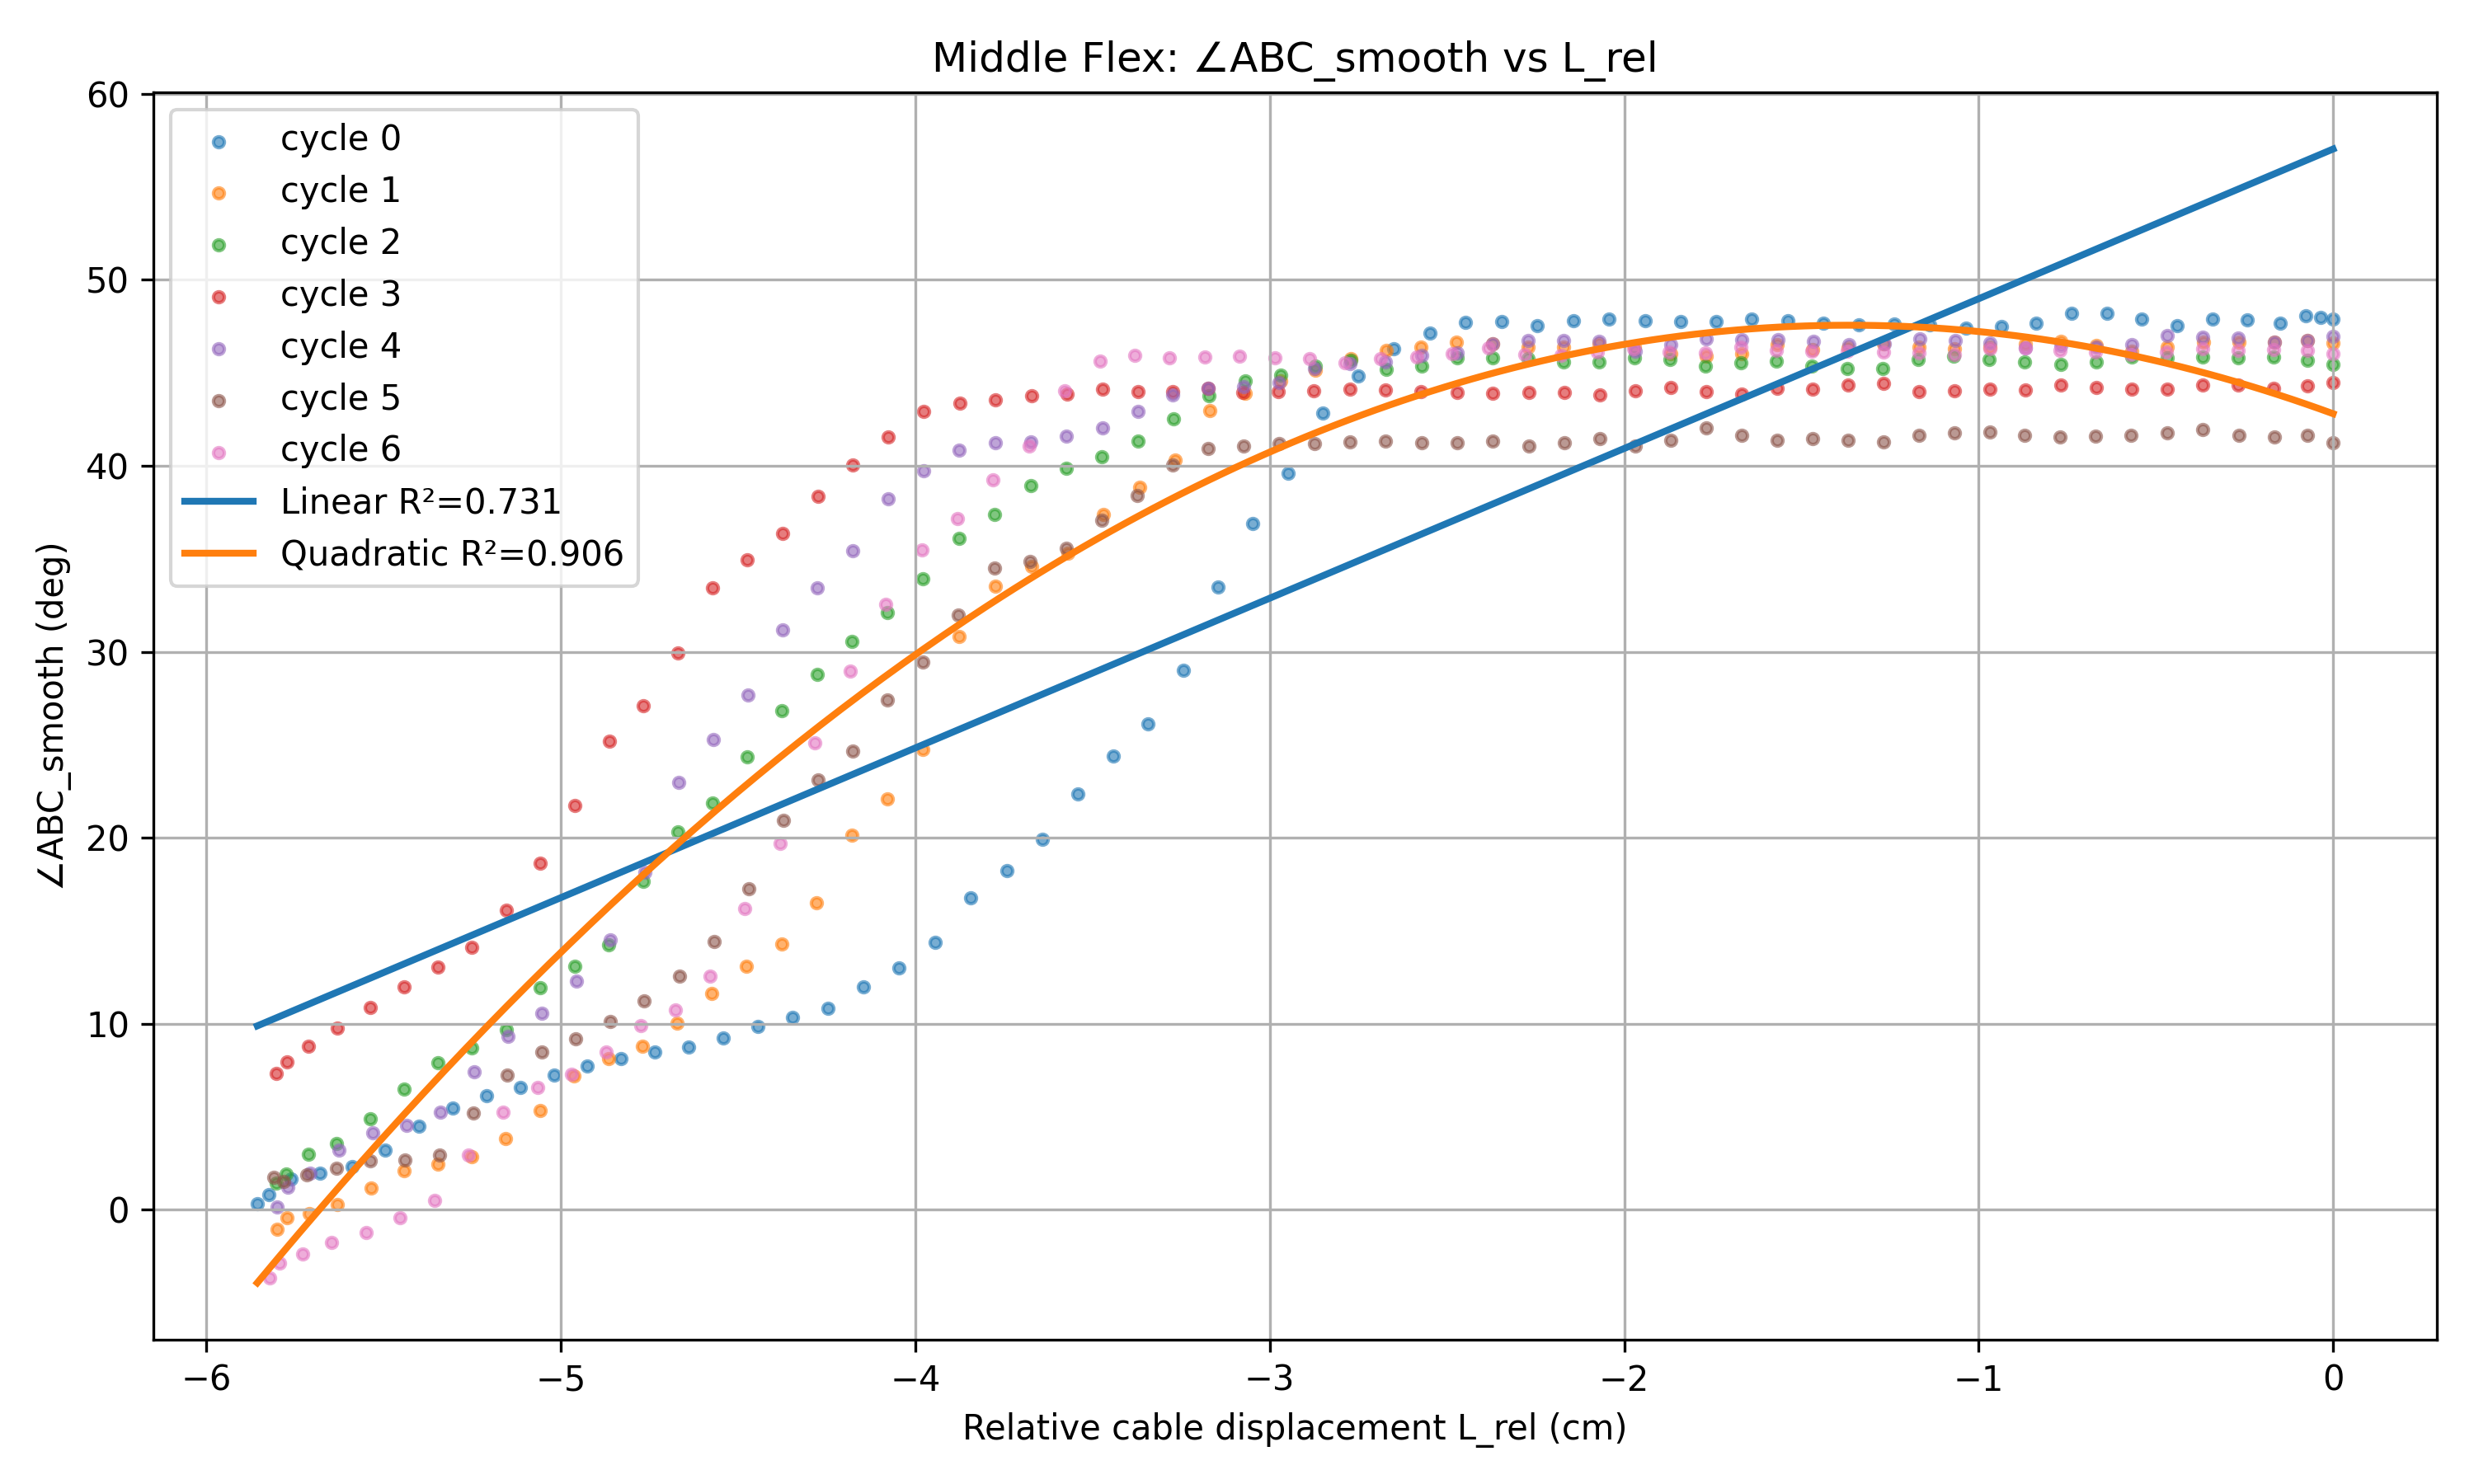 Middle Flex: ∠ABC_smooth vs L_rel
60
50
40
30
20
10
0
∠ABC_smooth (deg)
cycle 0
cycle 1
cycle 2
cycle 3
cycle 4
cycle 5
cycle 6
Linear R²=0.731
Quadratic R²=0.906
−6
−5
−4
−3
−2
−1
0
Relative cable displacement L_rel (cm)